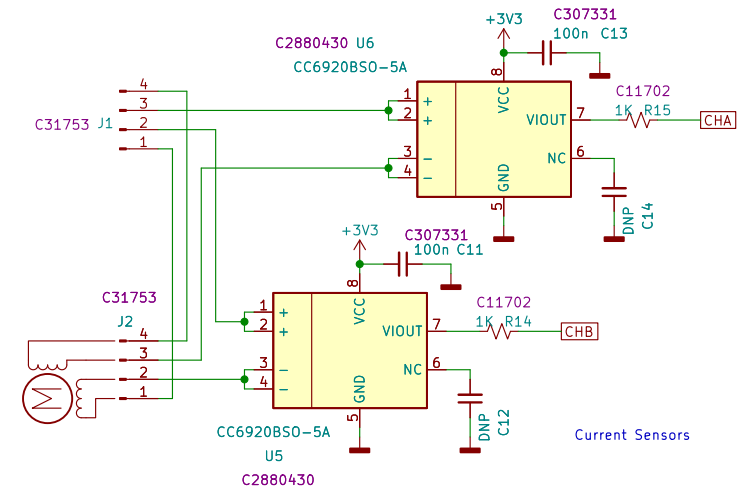 C307331
+3V3
100n C13
C2880430 U6
CC6920BSO-5A
8
VCC
C11702
1K R15
4
3
2
1
C31753 J1
1
+
2
+
VIOUT
7
CHA
3
−
4
−
NC
6
GND
5
DNP
C14
+3V3
C307331
100n C11
8
VCC
C31753
J2
4
3
2
1
M
1
+
2
+
VIOUT
7
C11702
1K R14
CHB
3
−
4
−
NC
6
GND
5
DNP
C12
CC6920BSO-5A
U5
C2880430
Current Sensors